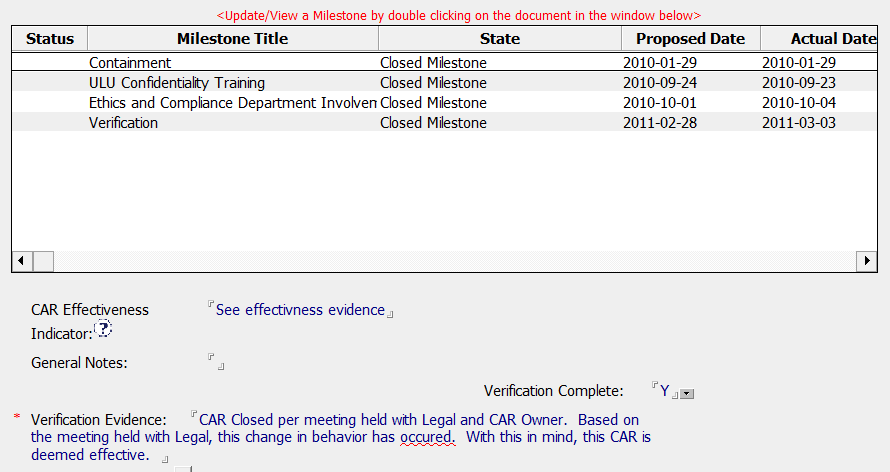 <Update/View a Milestone by double clicking on the document in the window below>
Status Milestone Title State Proposed Date Actual Date
Containment Closed Milestone 2010-01-29 2010-01-29
ULU Confidentiality Training Closed Milestone 2010-09-24 2010-09-23
Ethics and Compliance Department Involven Closed Milestone 2010-10-01 2010-10-04
Verification Closed Milestone 2011-02-28 2011-03-03
CAR Effectiveness See effectivness evidence
Indicator: ?
General Notes:
Verification Complete: Y
* Verification Evidence: CAR Closed per meeting held with Legal and CAR Owner. Based on
the meeting held with Legal, this change in behavior has occured. With this in mind, this CAR is
deemed effective.